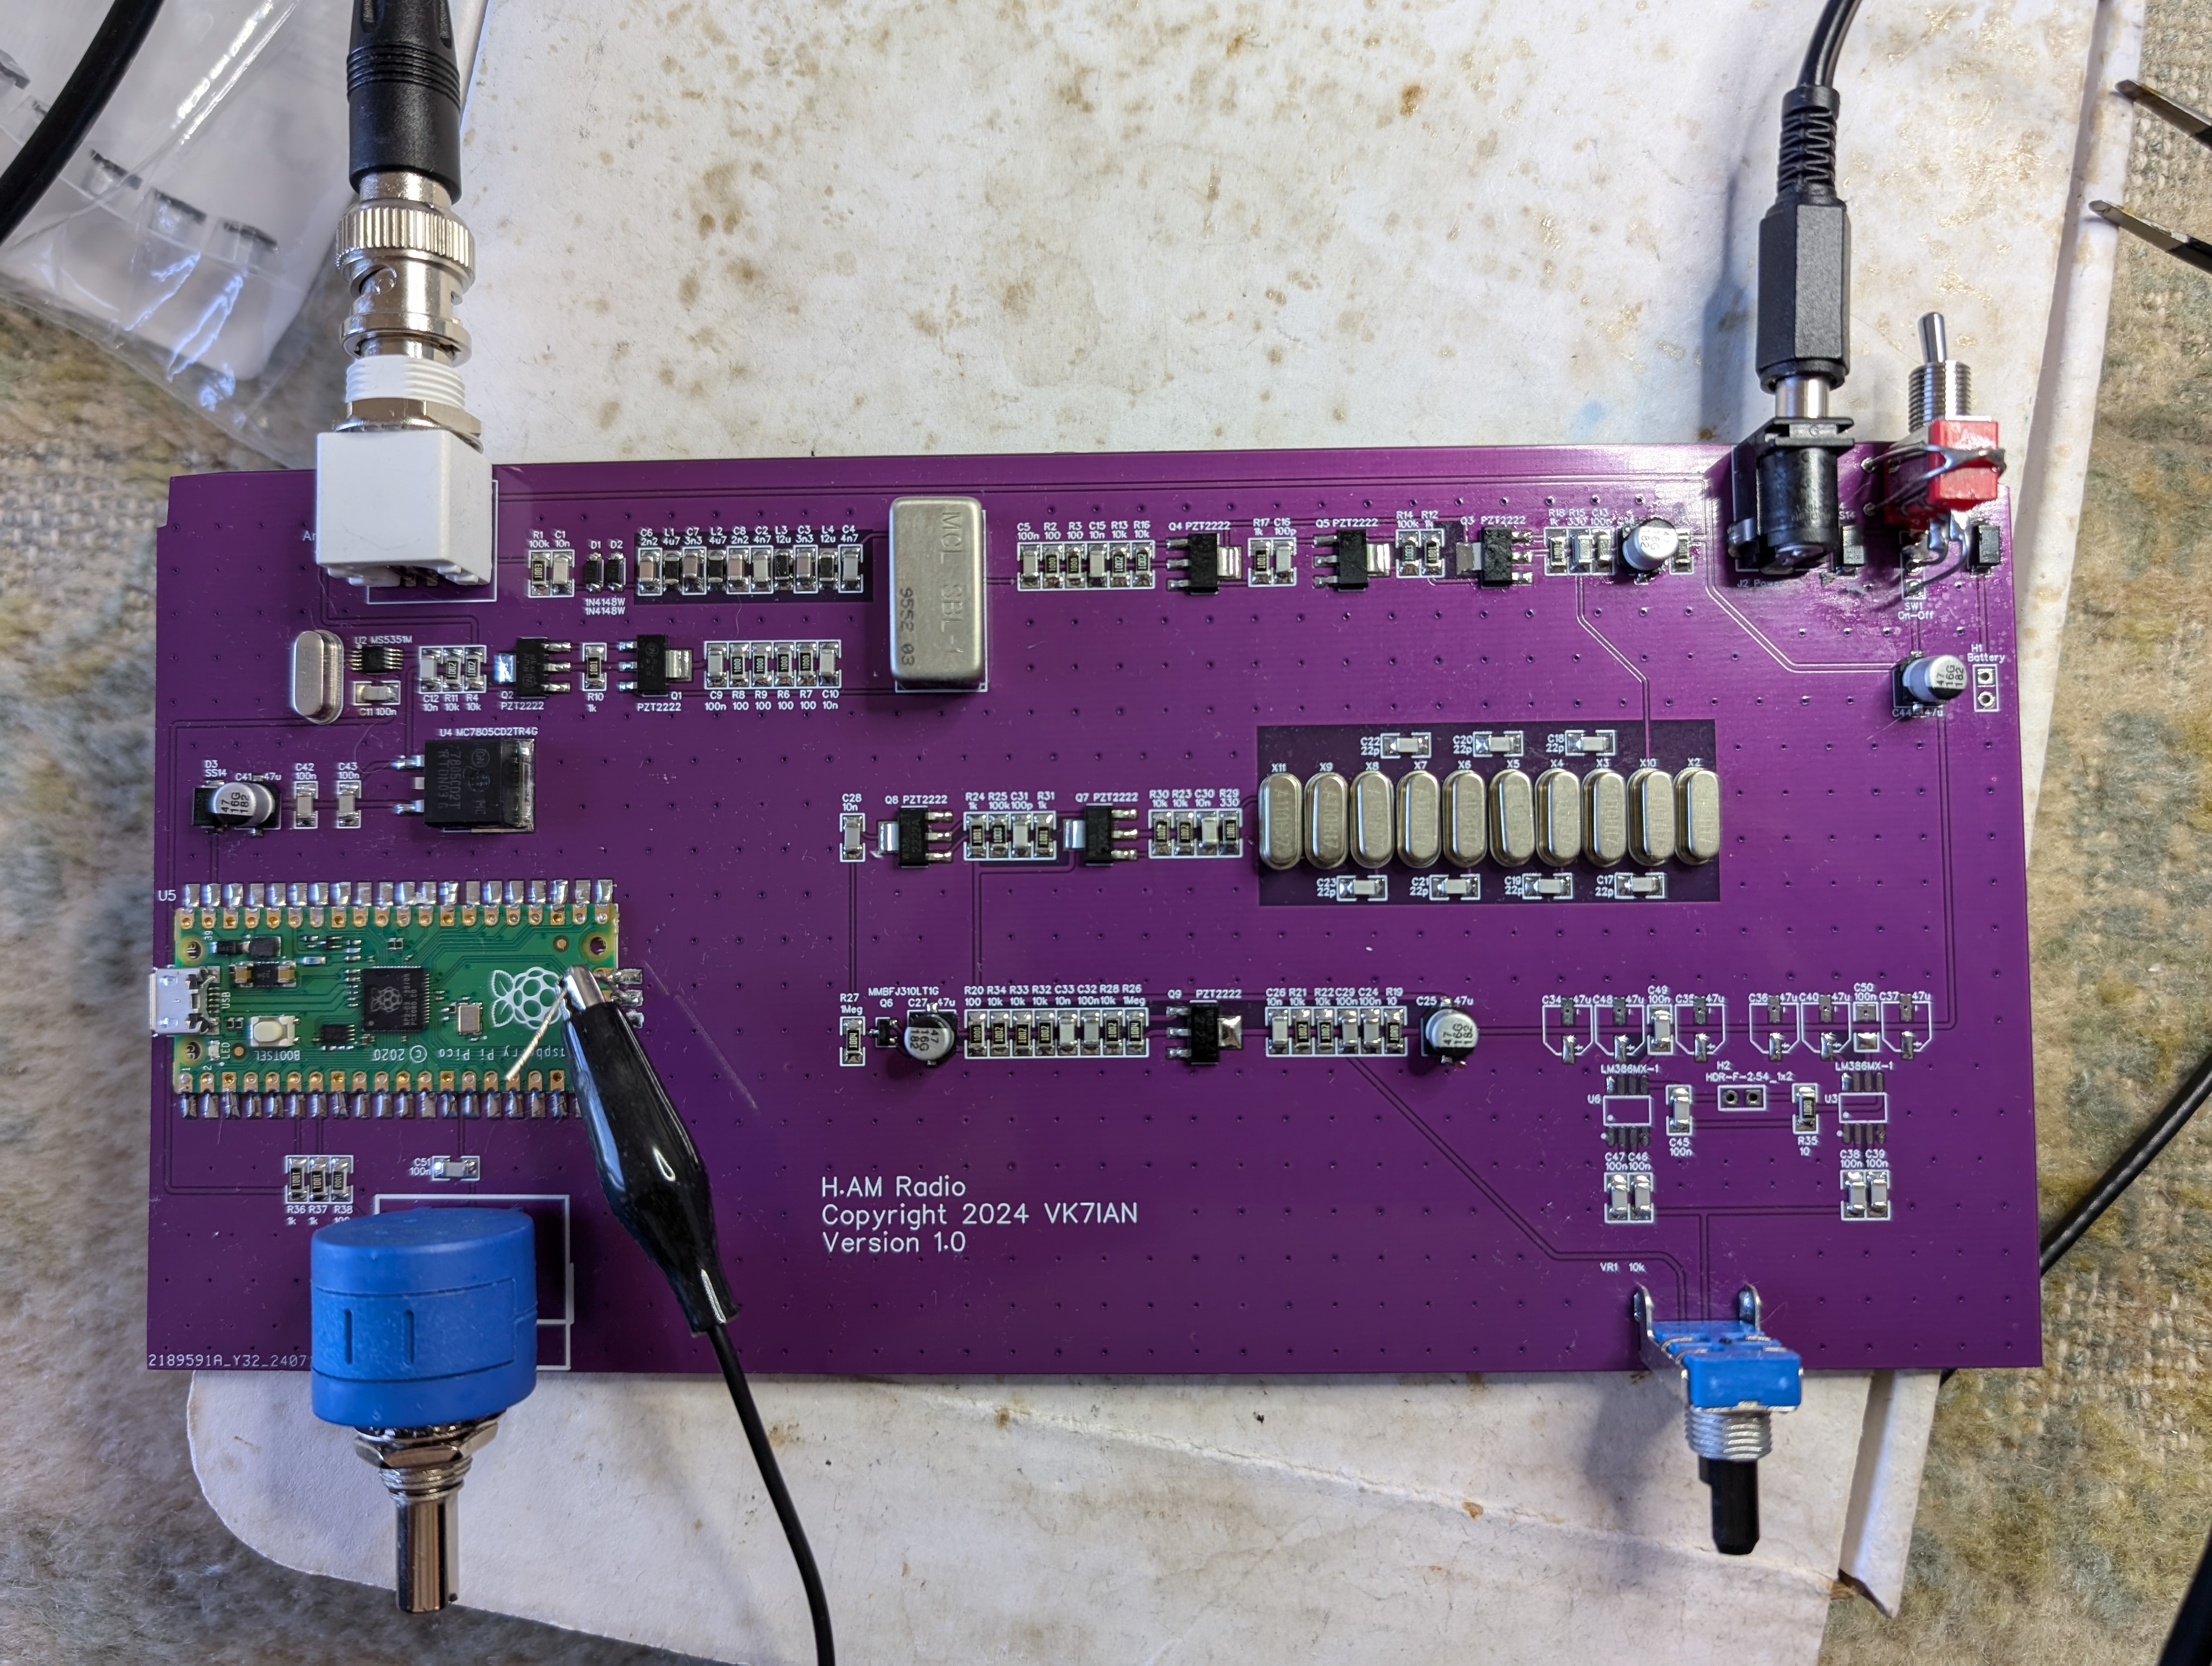 R1 C1
100k 10n
D1 D2
1N4148W
1N4148W
C6 L1 C7 L2 C8 C2 L3 C3 L4 C4
2n2 4u7 3n3 4u7 2n2 4n7 12u 3n3 12u 4n7
MCL SBL-1
9552 03
C5 R2 R3 C15 R13 R16
100n 100 100 10n 10k 10k
Q4 PZT2222
R17 C16
1k 100p
Q5 PZT2222
R14 R12
100k 1k
Q3 PZT2222
R18 R15 C13
1k 330 100n
J2 Power
SW1
On-Off
H1
Battery
47
16G
182
C44 47u
U2 MS5351M
C11 100n
C12 R11 R4
10n 10k 10k
Q2
PZT2222
R10
1k
Q1
PZT2222
C9 R8 R9 R6 R7 C10
100n 100 100 100 100 10n
U4 MC7805CD2TR4G
D3
SS14
C41 47u
47
16G
182
C42
100n
C43
100n
C22
22p
C20
22p
C18
22p
X11 X9 X8 X7 X6 X5 X4 X3 X10 X2
C23
22p
C21
22p
C19
22p
C17
22p
C28
10n
Q8 PZT2222
R24 R25 C31 R31
1k 100k 100p 1k
Q7 PZT2222
R30 R23 C30 R29
10k 10k 10n 330
U5
USB
LED
BOOTSEL
Raspberry Pi Pico © 2020
R27
1Meg
MMBFJ310LT1G
Q6
C27 47u
R20 R34 R33 R32 C33 C32 R28 R26
100 10k 10k 10k 10n 100n 10k 1Meg
Q9 PZT2222
C26 R21 R22 C29 C24 R19
10n 10k 10k 100n 100n 10
C25 47u
C34 47u C48 47u C49 100n C35 47u
C36 47u C40 47u C50 100n C37 47u
LM386MX-1
U6
H2
HDR-F-2.54_1x2
LM386MX-1
U3
C45
100n
R35
10
C47 C46
100n 100n
C38 C39
100n 100n
C51
100n
R36 R37 R38
1k 1k
H.AM Radio
Copyright 2024 VK7IAN
Version 1.0
VR1 10k
2189591A_Y32_2407